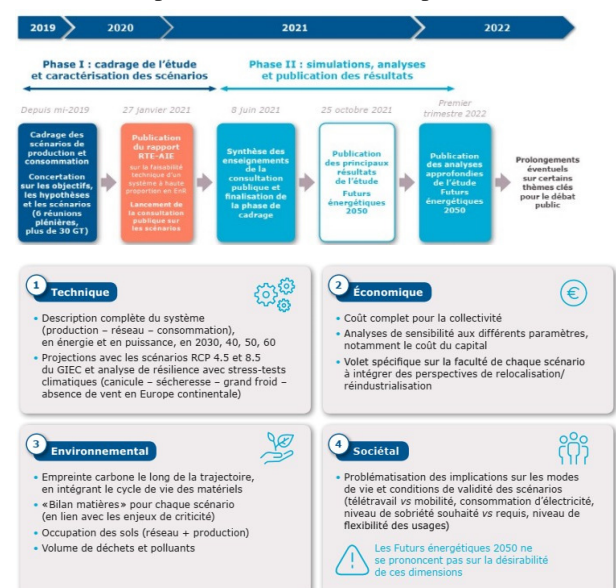 2019
2020
2021
2022
Phase I : cadrage de l'étude
et caractérisation des scénarios
Phase II : simulations, analyses
et publication des résultats
Depuis mi-2019
27 janvier 2021
8 juin 2021
25 octobre 2021
Premier
trimestre 2022
Cadrage des
scénarios de
production et
consommation
Concertation
sur les objectifs,
les hypothèses
et les scénarios
(6 réunions
plénières,
plus de 30 GT)
Publication
du rapport
RTE-AIE
sur la faisabilité
technique d'un
système à haute
proportion en EnR
Lancement de
la consultation
publique sur
les scénarios
Synthèse des
enseignements
de la
consultation
publique et
finalisation de
la phase de
cadrage
Publication
des principaux
résultats
de l'étude
Futurs
énergétiques
2050
Publication
des analyses
approfondies
de l'étude
Futurs
énergétiques
2050
Prolongements
éventuels
sur certains
thèmes clés
pour le débat
public
1 Technique
• Description complète du système
(production – réseau – consommation),
en énergie et en puissance, en 2030, 40, 50, 60
• Projections avec les scénarios RCP 4.5 et 8.5
du GIEC et analyse de résilience avec stress-tests
climatiques (canicule – sécheresse – grand froid –
absence de vent en Europe continentale)
2 Économique
€
• Coût complet pour la collectivité
• Analyses de sensibilité aux différents paramètres,
notamment le coût du capital
• Volet spécifique sur la faculté de chaque scénario
à intégrer des perspectives de relocalisation/
réindustrialisation
3 Environnemental
• Empreinte carbone le long de la trajectoire,
en intégrant le cycle de vie des matériels
• «Bilan matières» pour chaque scénario
(en lien avec les enjeux de criticité)
• Occupation des sols (réseau + production)
• Volume de déchets et polluants
4 Sociétal
• Problématisation des implications sur les modes
de vie et conditions de validité des scénarios
(télétravail vs mobilité, consommation d'électricité,
niveau de sobriété souhaité vs requis, niveau de
flexibilité des usages)
! Les Futurs énergétiques 2050 ne
se prononcent pas sur la désirabilité
de ces dimensions